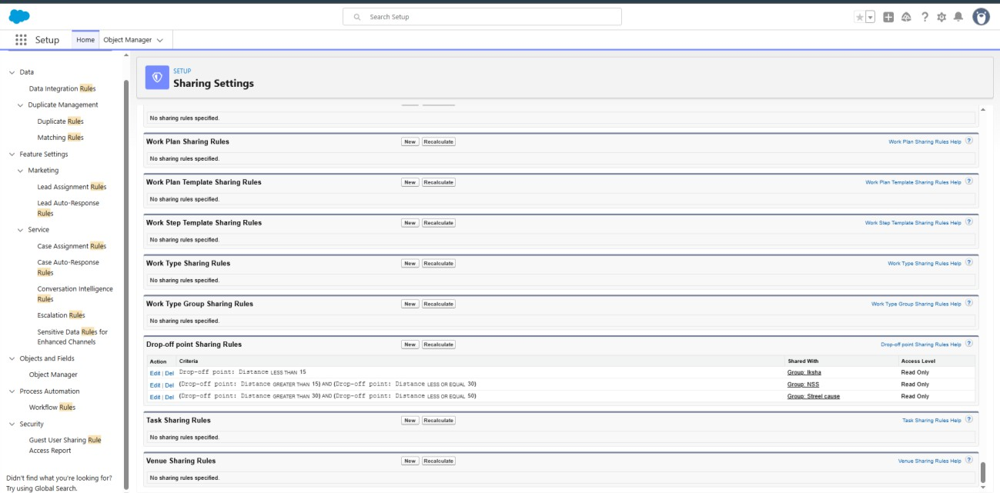 Search Setup
Setup Home Object Manager
Data
Data Integration Rules
Duplicate Management
Duplicate Rules
Matching Rules
Feature Settings
Marketing
Lead Assignment Rules
Lead Auto-Response
Rules
Service
Case Assignment Rules
Case Auto-Response
Rules
Conversation Intelligence
Rules
Escalation Rules
Sensitive Data Rules for
Enhanced Channels
Objects and Fields
Object Manager
Process Automation
Workflow Rules
Security
Guest User Sharing Rule
Access Report
Didn't find what you're looking for?
Try using Global Search.
SETUP
Sharing Settings
No sharing rules specified.
Work Plan Sharing Rules New Recalculate Work Plan Sharing Rules Help ?
No sharing rules specified.
Work Plan Template Sharing Rules New Recalculate Work Plan Template Sharing Rules Help ?
No sharing rules specified.
Work Step Template Sharing Rules New Recalculate Work Step Template Sharing Rules Help ?
No sharing rules specified.
Work Type Sharing Rules New Recalculate Work Type Sharing Rules Help ?
No sharing rules specified.
Work Type Group Sharing Rules New Recalculate Work Type Group Sharing Rules Help ?
No sharing rules specified.
Drop-off point Sharing Rules New Recalculate Drop-off point Sharing Rules Help ?
Action Criteria Shared With Access Level
Edit | Del Drop-off point: Distance LESS THAN 15 Group: Iksha Read Only
Edit | Del (Drop-off point: Distance GREATER THAN 15) AND (Drop-off point: Distance LESS OR EQUAL 30) Group: NSS Read Only
Edit | Del (Drop-off point: Distance GREATER THAN 30) AND (Drop-off point: Distance LESS OR EQUAL 50) Group: Streel cause Read Only
Task Sharing Rules New Recalculate Task Sharing Rules Help ?
No sharing rules specified.
Venue Sharing Rules New Recalculate Venue Sharing Rules Help ?
No sharing rules specified.